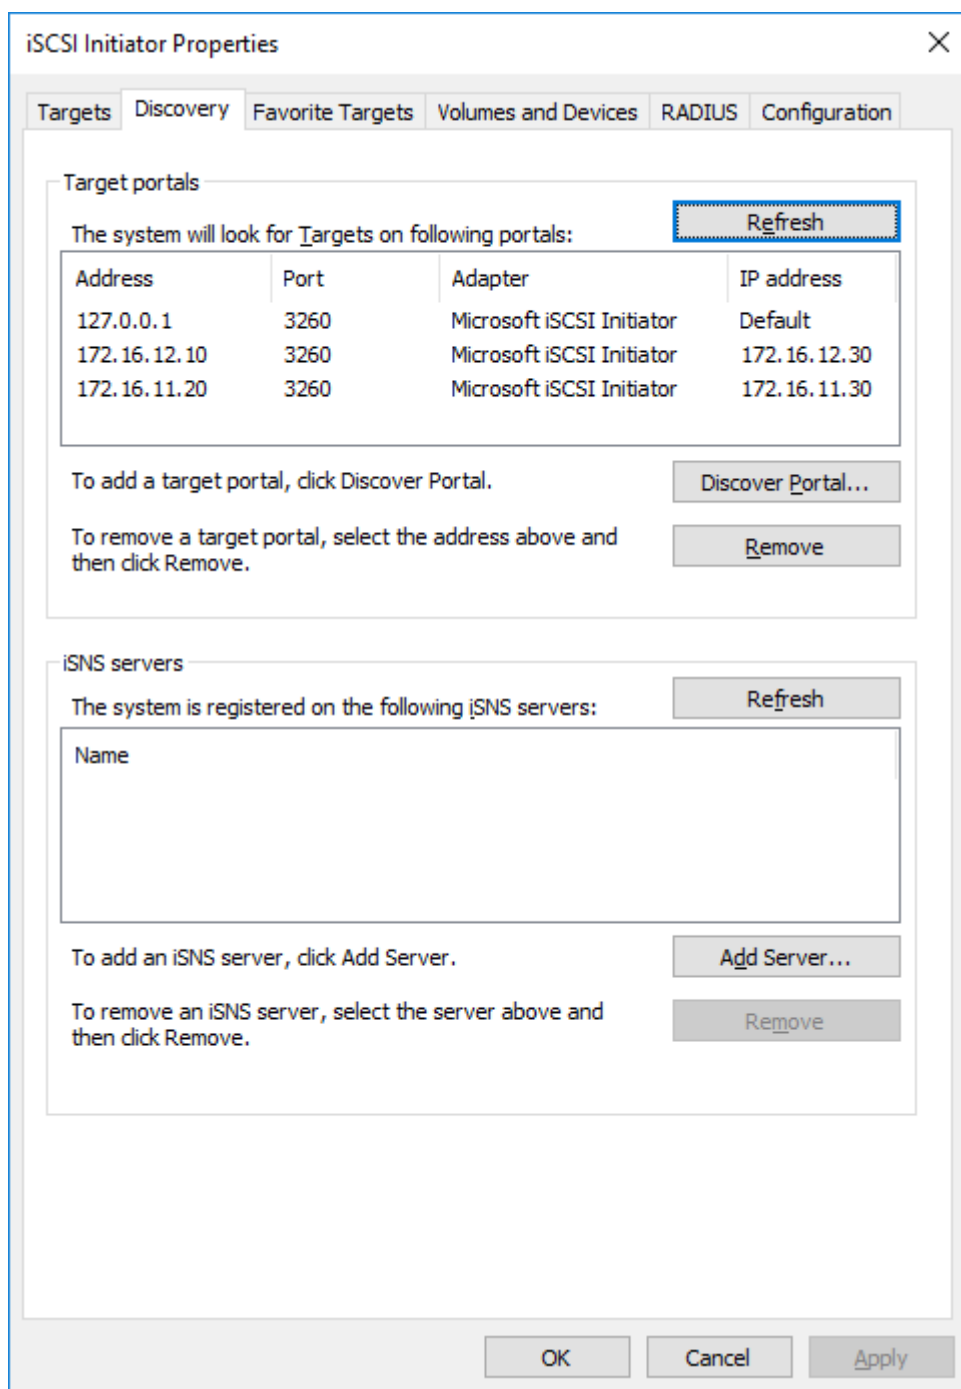 iSCSI Initiator Properties
Targets Discovery Favorite Targets Volumes and Devices RADIUS Configuration
Target portals
The system will look for Targets on following portals:
Refresh
Address Port Adapter IP address
127.0.0.1 3260 Microsoft iSCSI Initiator Default
172.16.12.10 3260 Microsoft iSCSI Initiator 172.16.12.30
172.16.11.20 3260 Microsoft iSCSI Initiator 172.16.11.30
To add a target portal, click Discover Portal.
Discover Portal...
To remove a target portal, select the address above and
then click Remove.
Remove
iSNS servers
The system is registered on the following iSNS servers:
Refresh
Name
To add an iSNS server, click Add Server.
Add Server...
To remove an iSNS server, select the server above and
then click Remove.
Remove
OK Cancel Apply